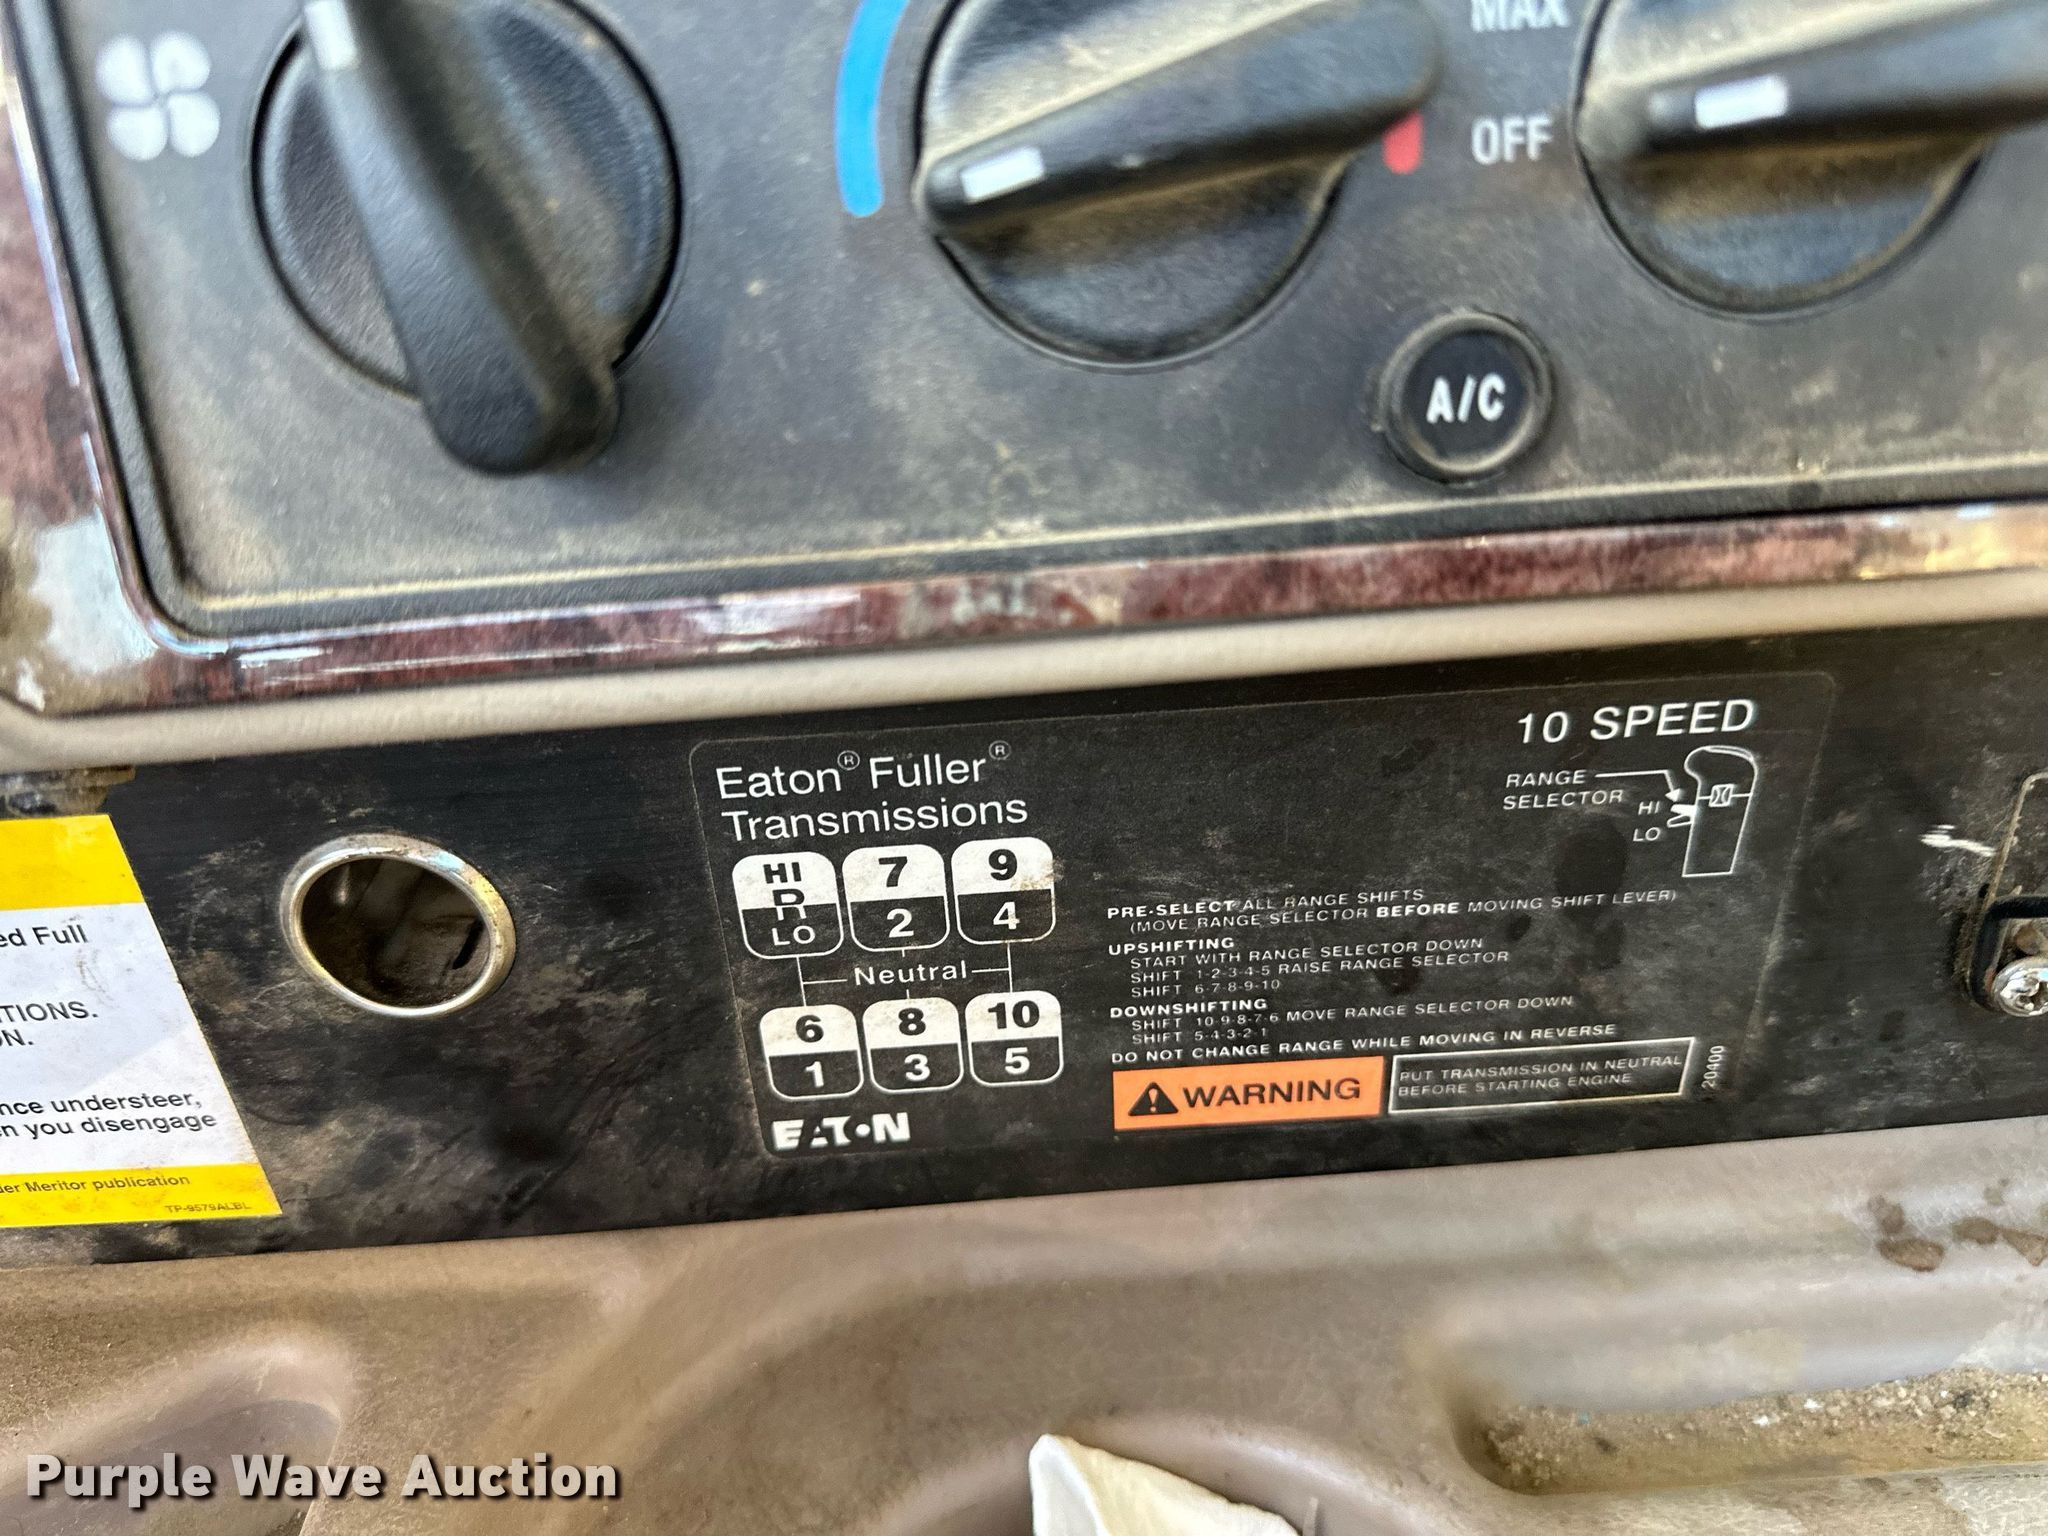 MAX
OFF
A/C
10 SPEED
Eaton® Fuller®
Transmissions
RANGE
SELECTOR
HI
LO
HI
R
LO
7
2
9
4
Neutral
6
1
8
3
10
5
EATON
PRE-SELECT ALL RANGE SHIFTS
(MOVE RANGE SELECTOR BEFORE MOVING SHIFT LEVER)
UPSHIFTING
START WITH RANGE SELECTOR DOWN
SHIFT 1-2-3-4-5 RAISE RANGE SELECTOR
SHIFT 6-7-8-9-10
DOWNSHIFTING
SHIFT 10-9-8-7-6 MOVE RANGE SELECTOR DOWN
SHIFT 5-4-3-2-1
DO NOT CHANGE RANGE WHILE MOVING IN REVERSE
WARNING
PUT TRANSMISSION IN NEUTRAL
BEFORE STARTING ENGINE
20400
ed Full
TIONS.
N.
nce understeer,
n you disengage
der Meritor publication
TP-9579ALBL
Purple Wave Auction